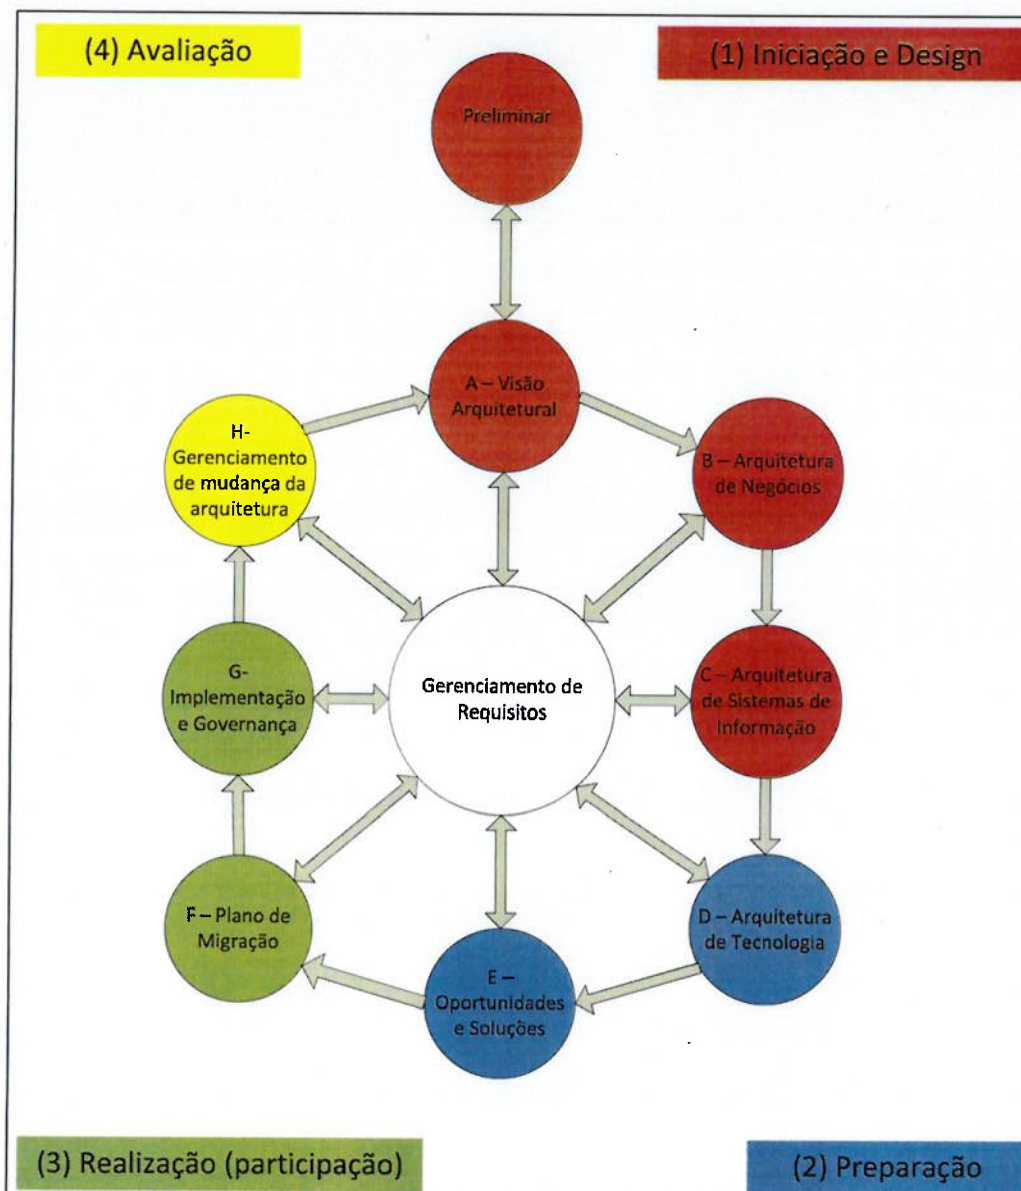 (4) Avaliação
(1) Iniciação e Design
Preliminar
A – Visão
Arquitetural
H-
Gerenciamento
de mudança da
arquitetura
B – Arquitetura
de Negócios
Gerenciamento de
Requisitos
G-
Implementação
e Governança
C – Arquitetura
de Sistemas de
Informação
F – Plano de
Migração
E –
Oportunidades
e Soluções
D – Arquitetura
de Tecnologia
(3) Realização (participação)
(2) Preparação